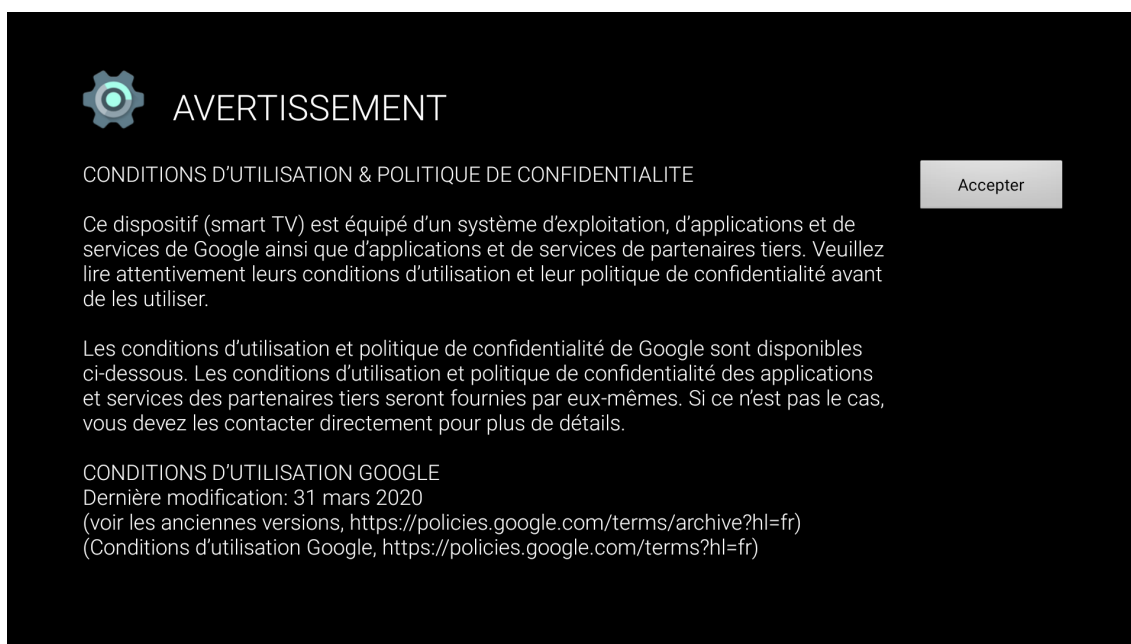 AVERTISSEMENT
CONDITIONS D’UTILISATION & POLITIQUE DE CONFIDENTIALITE
Accepter
Ce dispositif (smart TV) est équipé d’un système d’exploitation, d’applications et de
services de Google ainsi que d’applications et de services de partenaires tiers. Veuillez
lire attentivement leurs conditions d’utilisation et leur politique de confidentialité avant
de les utiliser.
Les conditions d’utilisation et politique de confidentialité de Google sont disponibles
ci-dessous. Les conditions d’utilisation et politique de confidentialité des applications
et services des partenaires tiers seront fournies par eux-mêmes. Si ce n’est pas le cas,
vous devez les contacter directement pour plus de détails.
CONDITIONS D’UTILISATION GOOGLE
Dernière modification: 31 mars 2020
(voir les anciennes versions, https://policies.google.com/terms/archive?hl=fr)
(Conditions d’utilisation Google, https://policies.google.com/terms?hl=fr)